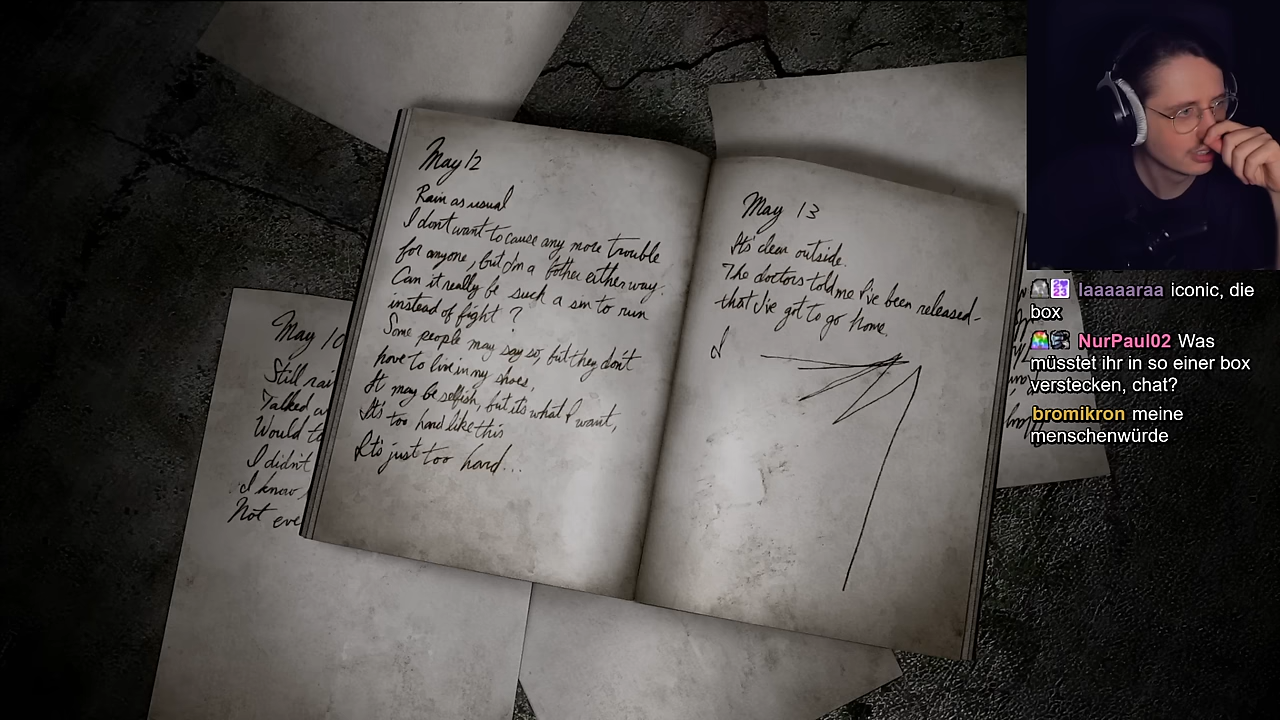 May 12
Rain as usual
I don't want to cause any more trouble
for anyone, but I'm a bother either way.
Can it really be such a sin to run
instead of fight?
Some people may say so, but they don't
have to live in my shoes.
It may be selfish, but it's what I want,
It's too hard like this
It's just too hard...
May 13
It's clear outside.
The doctors told me I've been released-
that I've got to go home.
I
May 10
Still rai
Talked a
Would to
I didn't
I know
Not eve
laaaaaraa iconic, die
box
NurPaul02 Was
müsstet ihr in so einer box
verstecken, chat?
bromikron meine
menschenwürde